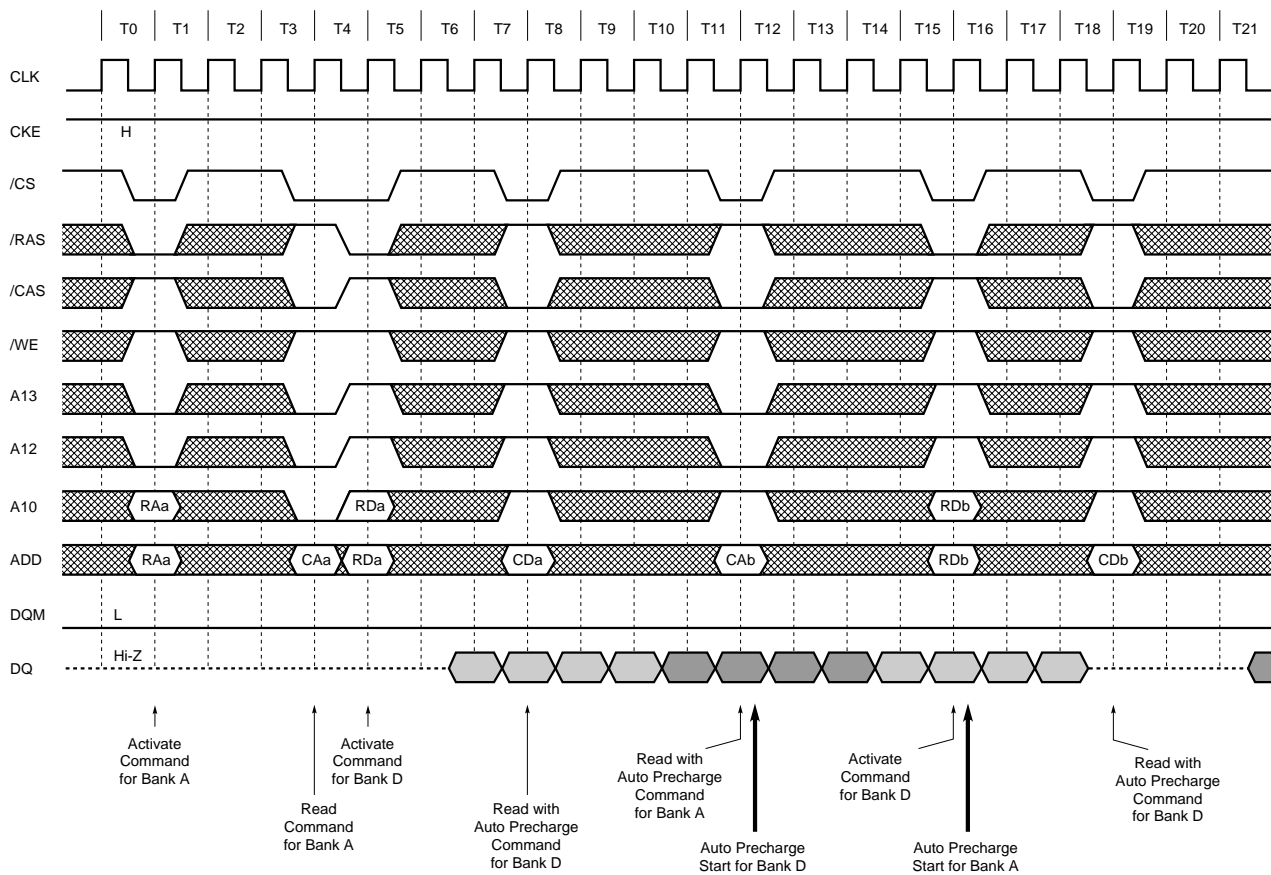 T0 T1 T2 T3 T4 T5 T6 T7 T8 T9 T10 T11 T12 T13 T14 T15 T16 T17 T18 T19 T20 T21
CLK
CKE H
/CS
/RAS
/CAS
/WE
A13
A12
A10 RAa RDa RDb
ADD RAa CAa RDa CDa CAb RDb CDb
DQM L
DQ Hi-Z
Activate
Command
for Bank A
Read
Command
for Bank A
Activate
Command
for Bank D
Read with
Auto Precharge
Command
for Bank D
Read with
Auto Precharge
Command
for Bank A
Auto Precharge
Start for Bank D
Activate
Command
for Bank D
Auto Precharge
Start for Bank A
Read with
Auto Precharge
Command
for Bank D